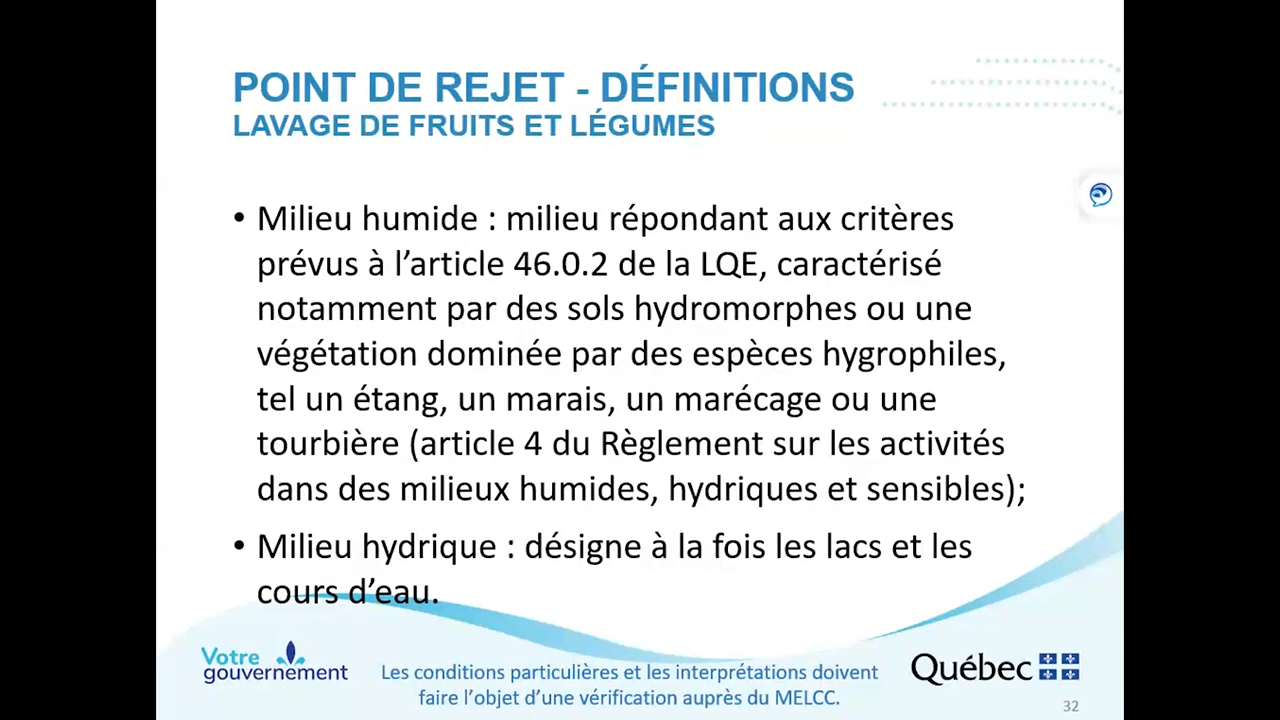 POINT DE REJET - DÉFINITIONS
LAVAGE DE FRUITS ET LÉGUMES
• Milieu humide : milieu répondant aux critères
prévus à l’article 46.0.2 de la LQE, caractérisé
notamment par des sols hydromorphes ou une
végétation dominée par des espèces hygrophiles,
tel un étang, un marais, un marécage ou une
tourbière (article 4 du Règlement sur les activités
dans des milieux humides, hydriques et sensibles);
• Milieu hydrique : désigne à la fois les lacs et les
cours d’eau.
Votre
gouvernement
Les conditions particulières et les interprétations doivent
faire l’objet d’une vérification auprès du MELCC.
Québec
32